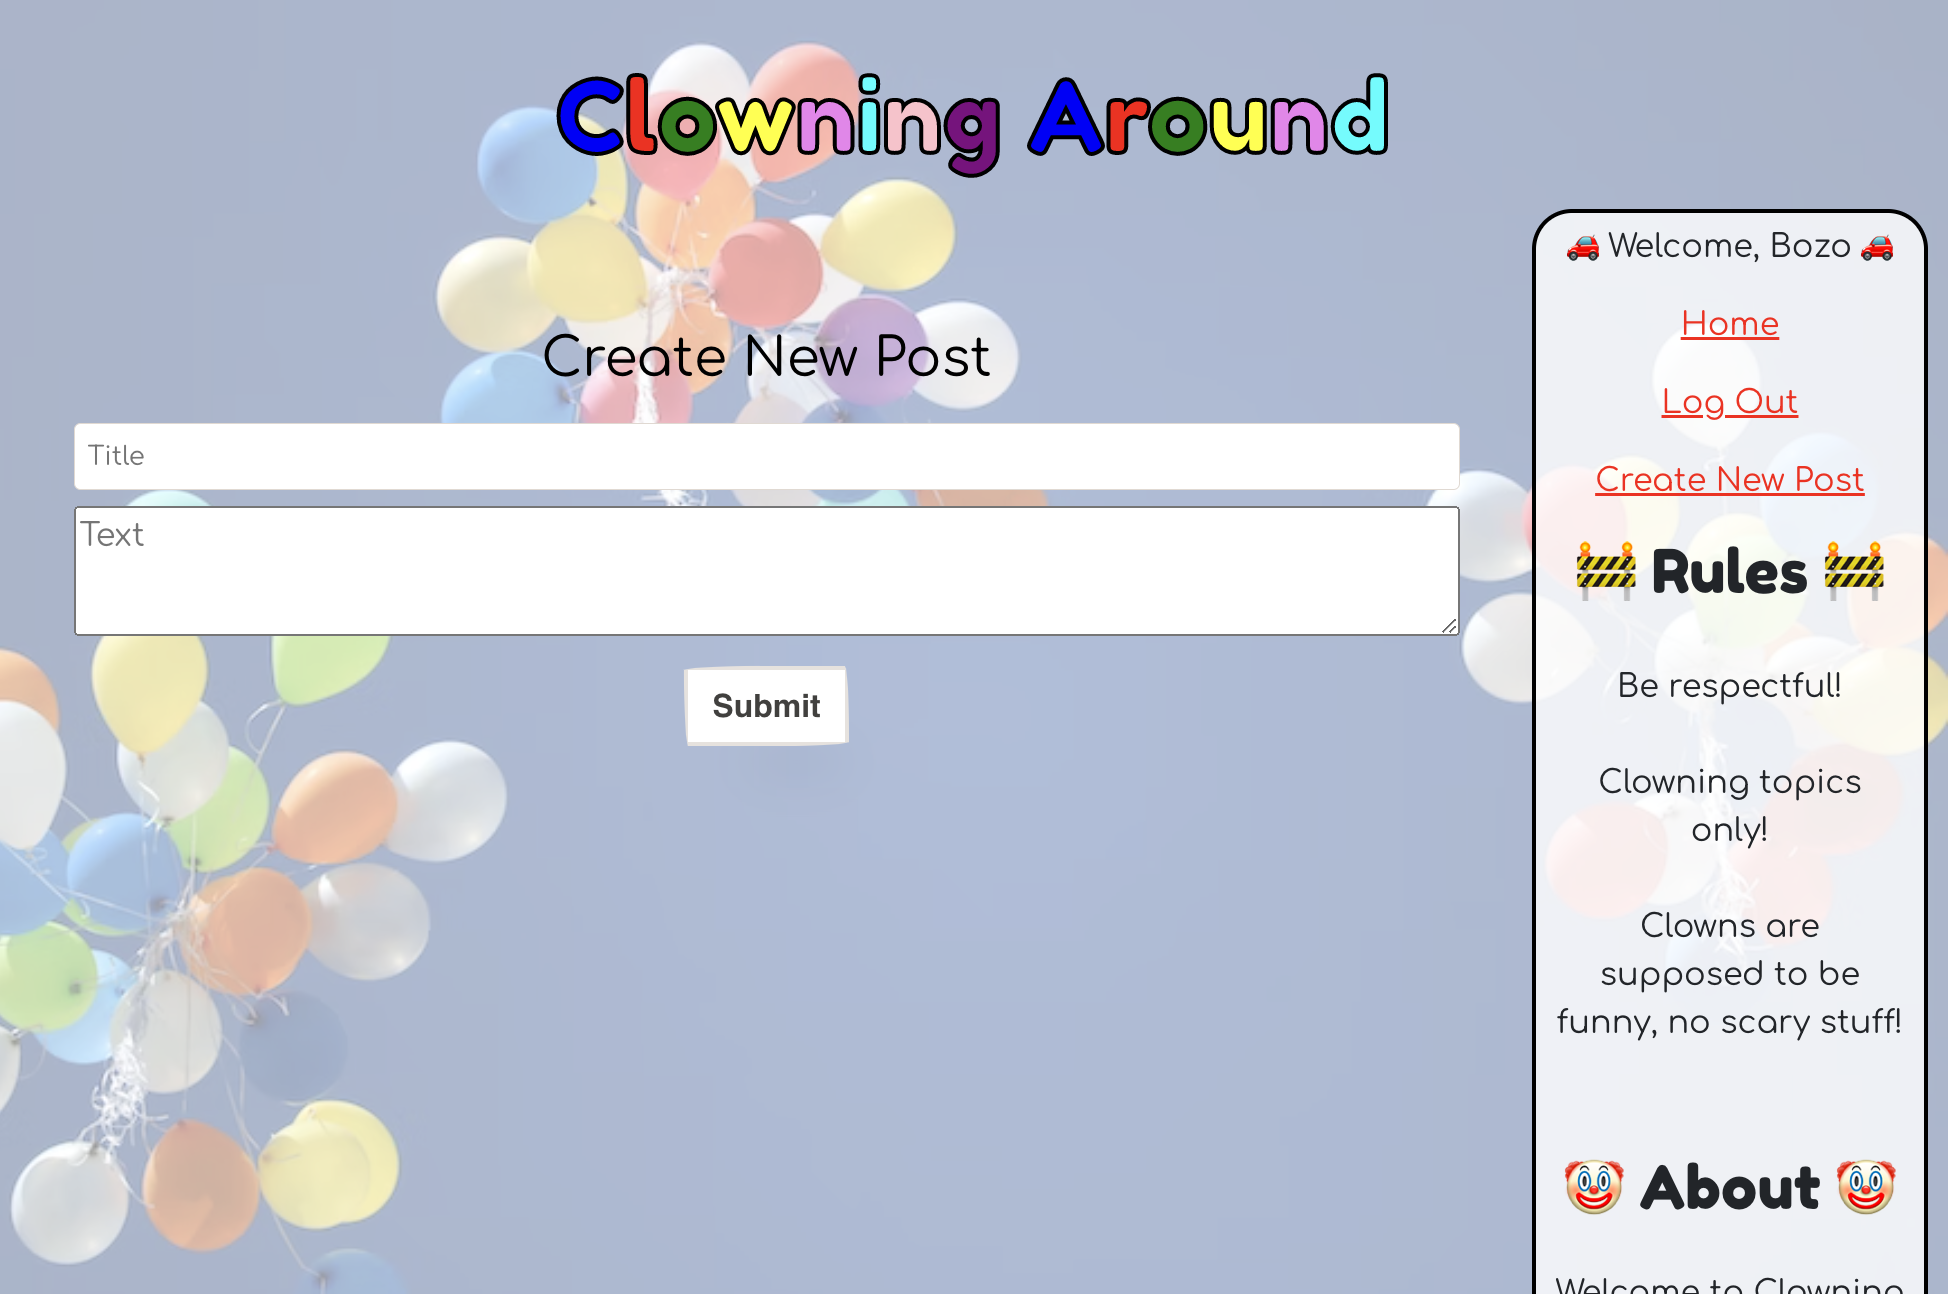 Clowning Around
Create New Post
Title
Text
Submit
🚗 Welcome, Bozo 🚗
Home
Log Out
Create New Post
🚧 Rules 🚧
Be respectful!
Clowning topics
only!
Clowns are
supposed to be
funny, no scary stuff!
🤡 About 🤡
Welcome to Clowning